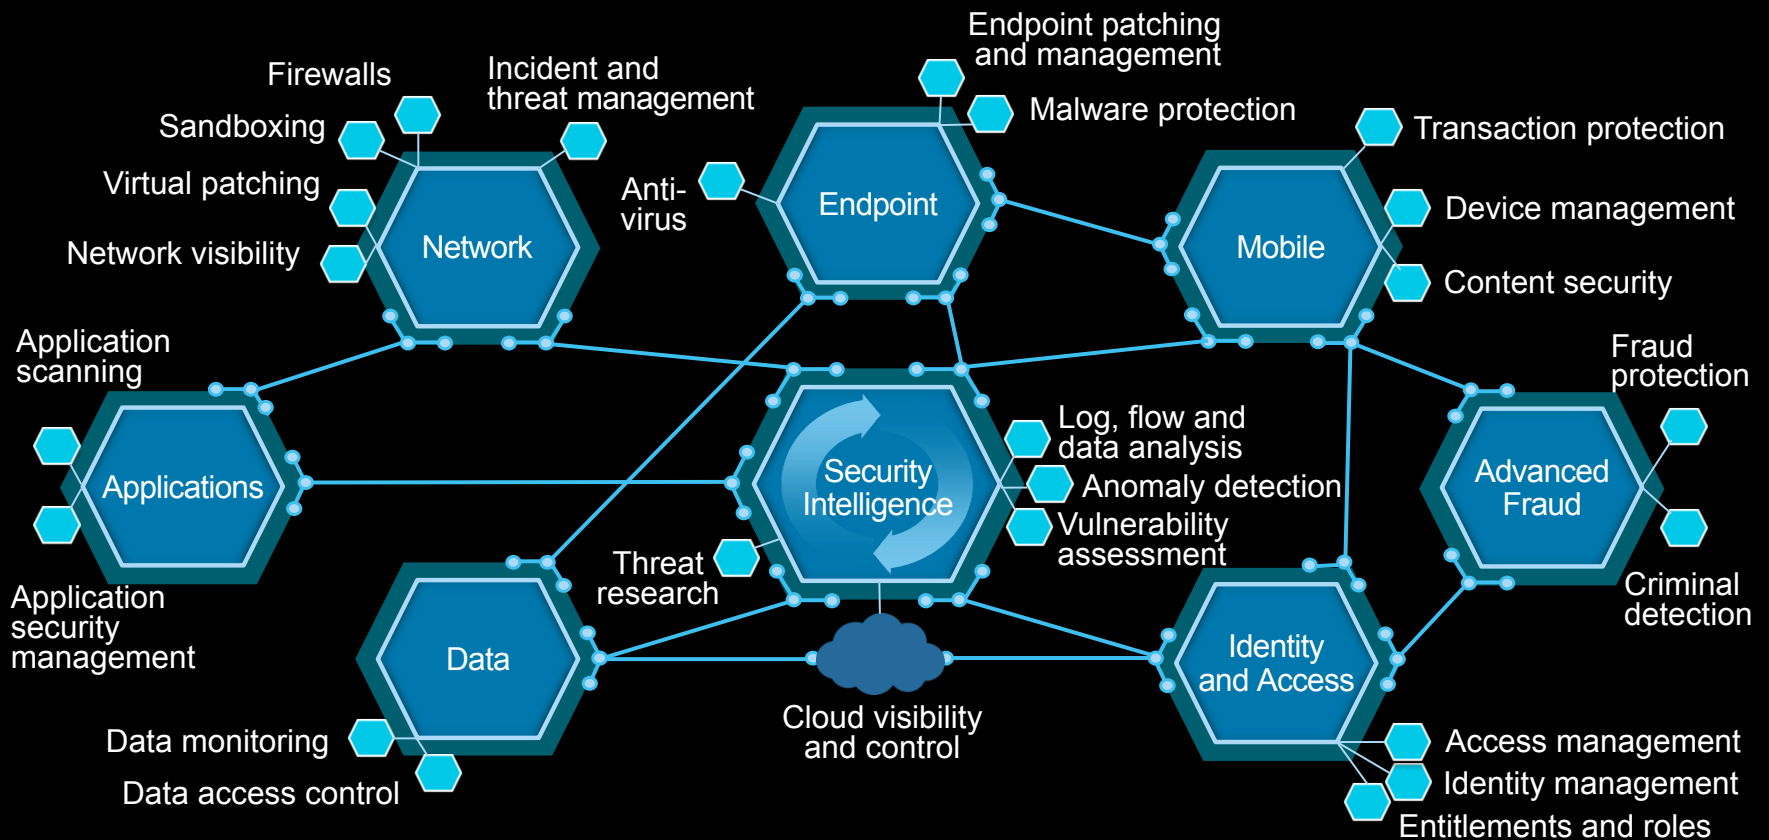 Endpoint patching
and management
Firewalls
Incident and
threat management
Malware protection
Sandboxing
Transaction protection
Virtual patching
Anti-
virus
Endpoint
Device management
Network visibility
Network
Mobile
Content security
Application
scanning
Fraud
protection
Log, flow and
data analysis
Applications
Security
Intelligence
Anomaly detection
Advanced
Fraud
Vulnerability
assessment
Threat
research
Application
security
management
Criminal
detection
Data
Identity
and Access
Cloud visibility
and control
Data monitoring
Access management
Data access control
Identity management
Entitlements and roles